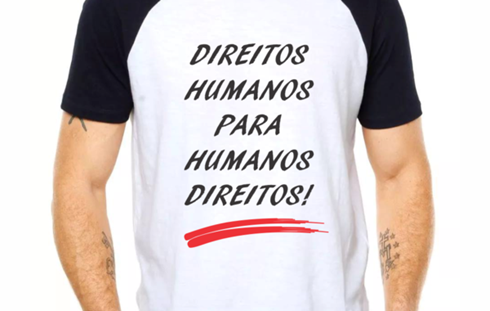 DIREITOS
HUMANOS
PARA
HUMANOS
DIREITOS!